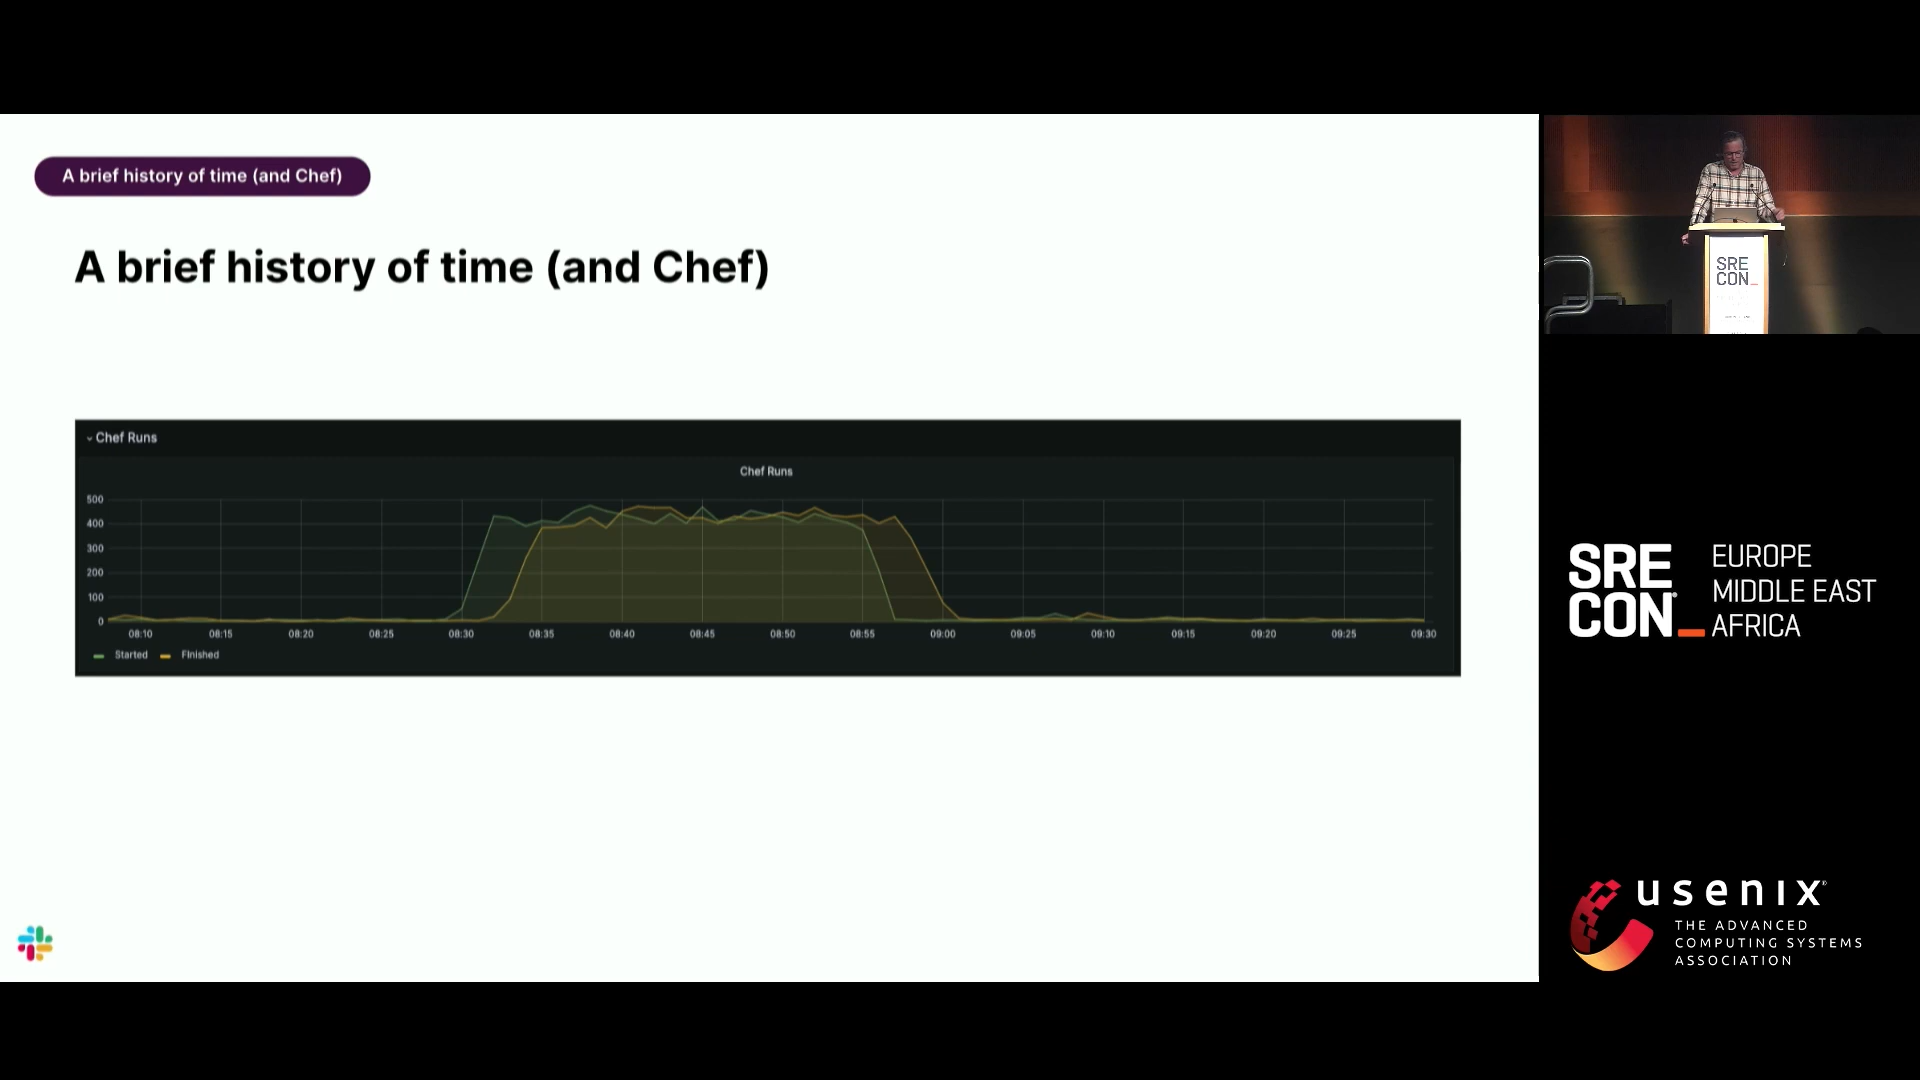 A brief history of time (and Chef)
A brief history of time (and Chef)
Chef Runs
Chef Runs
500
400
300
200
100
0
08:10 08:15 08:20 08:25 08:30 08:35 08:40 08:45 08:50 08:55 09:00 09:05 09:10 09:15 09:20 09:25 09:30
Started Finished
SRE
CON_
SRE
CON_
EUROPE
MIDDLE EAST
AFRICA
usenix
THE ADVANCED
COMPUTING SYSTEMS
ASSOCIATION